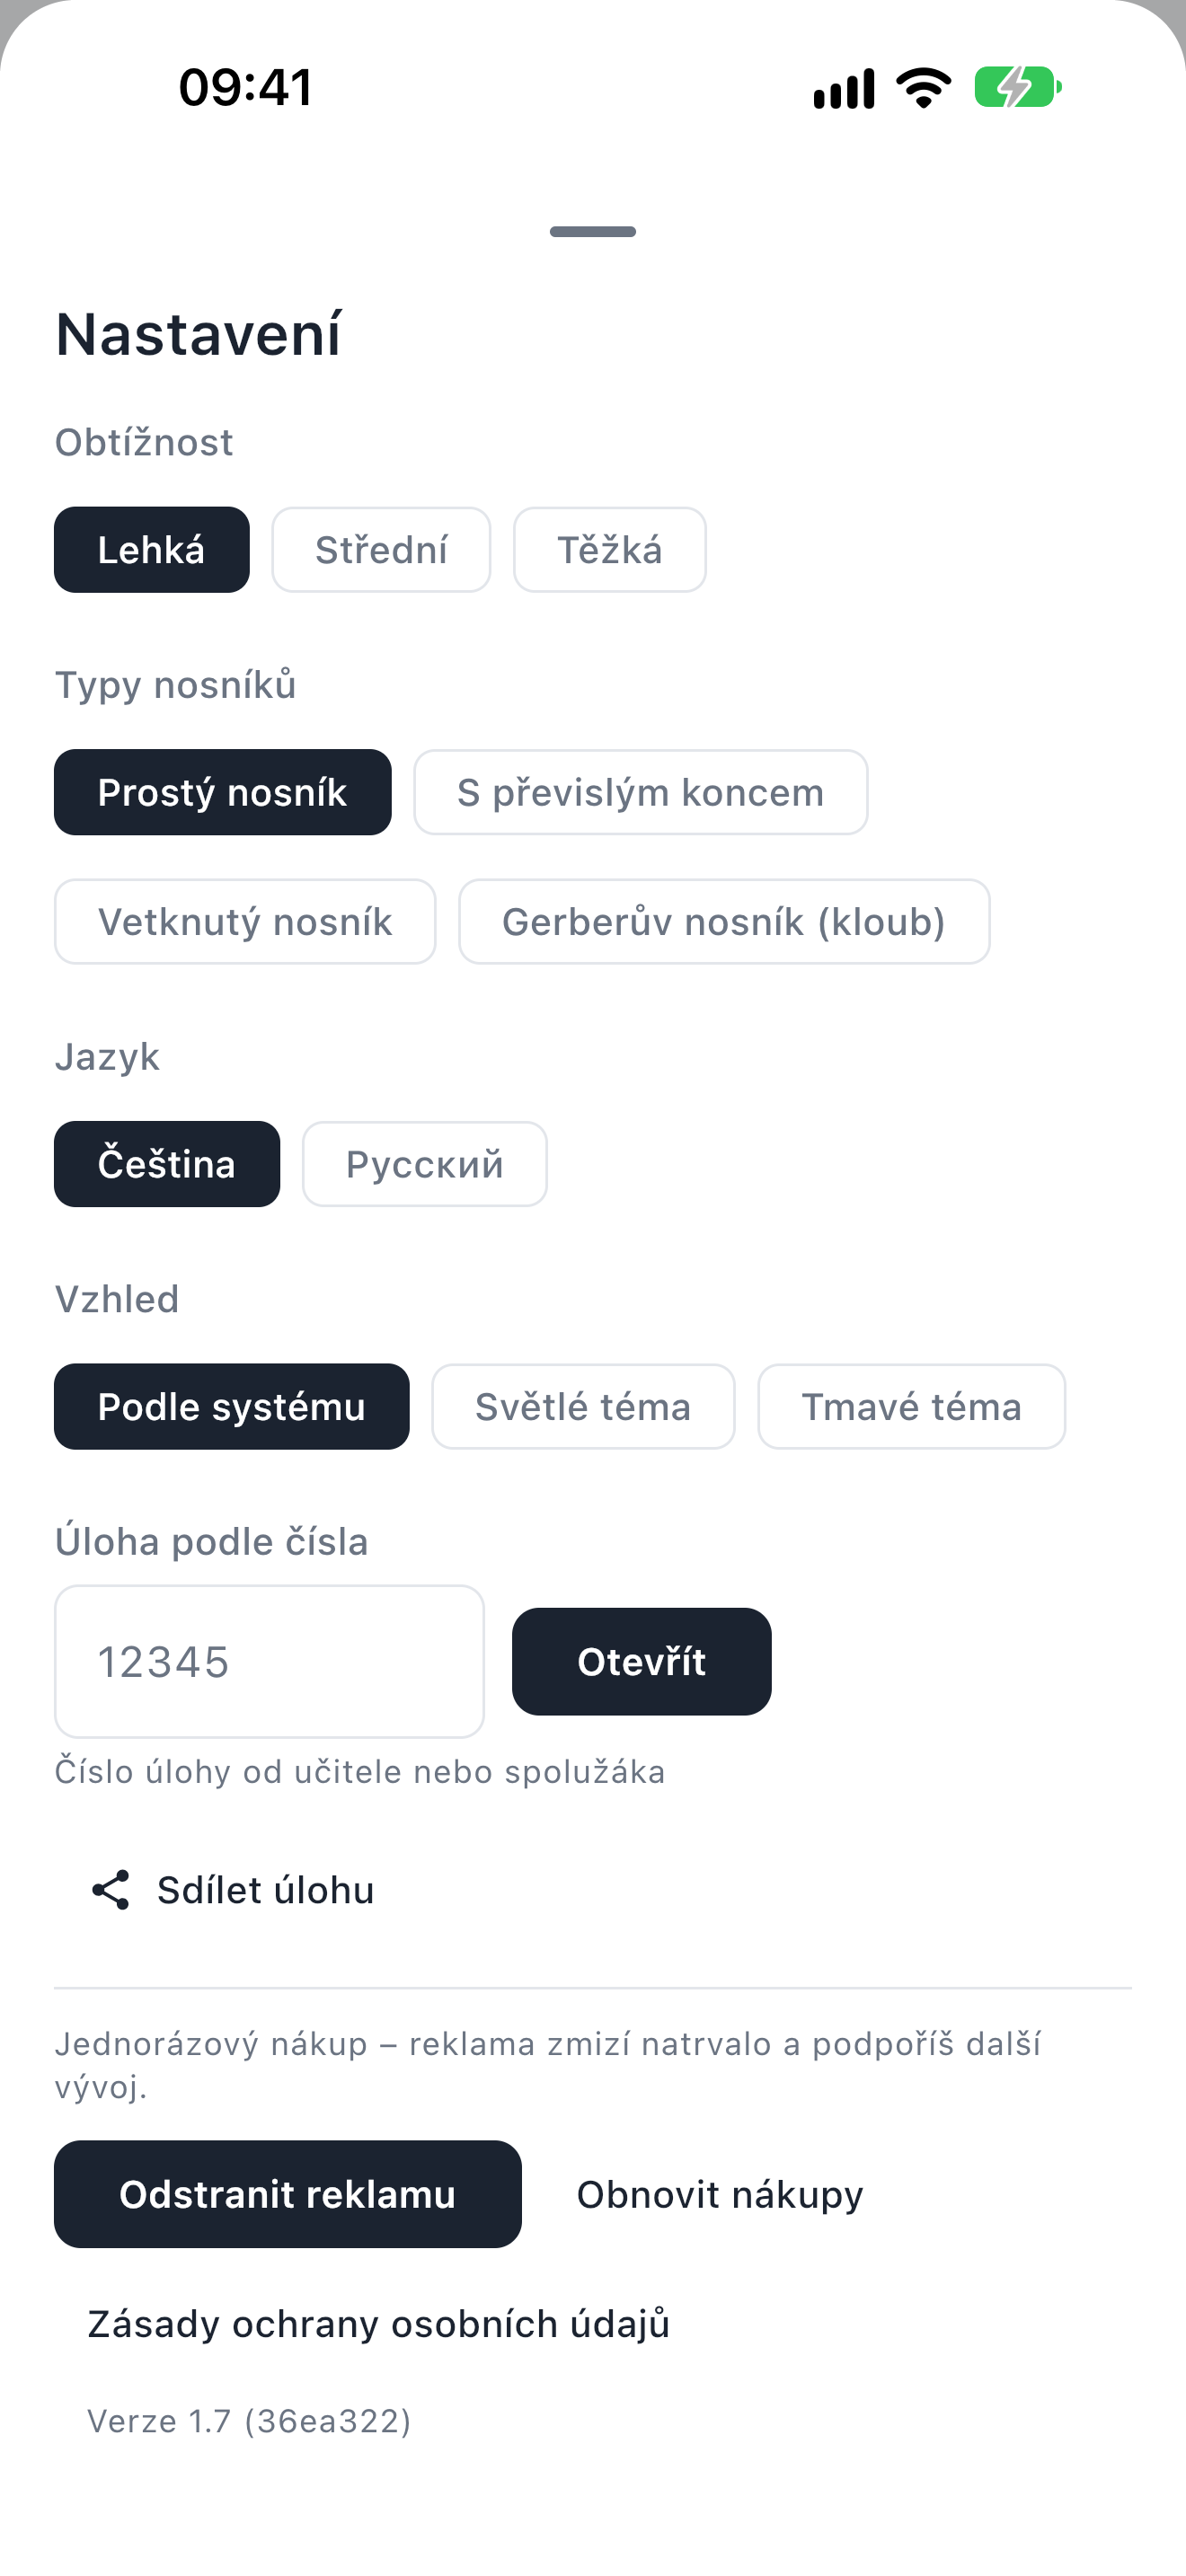 09:41
Nastavení
Obtížnost
Lehká Střední Těžká
Typy nosníků
Prostý nosník S převislým koncem
Vetknutý nosník Gerberův nosník (kloub)
Jazyk
Čeština Русский
Vzhled
Podle systému Světlé téma Tmavé téma
Úloha podle čísla
12345 Otevřít
Číslo úlohy od učitele nebo spolužáka
Sdílet úlohu
Jednorázový nákup – reklama zmizí natrvalo a podpoříš další
vývoj.
Odstranit reklamu Obnovit nákupy
Zásady ochrany osobních údajů
Verze 1.7 (36ea322)